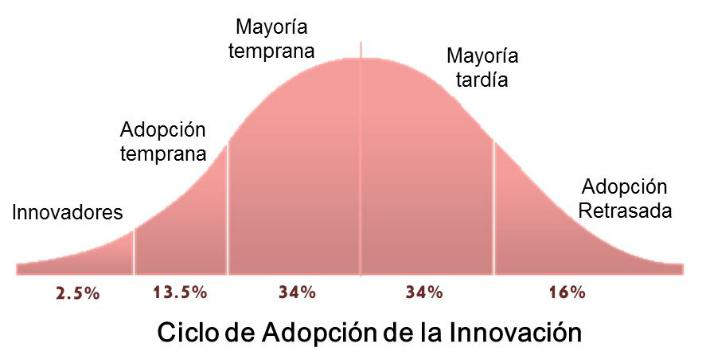 Mayoría
temprana
Mayoría
tardía
Adopción
temprana
Adopción
Retrasada
Innovadores
2.5%
13.5%
34%
34%
16%
Ciclo de Adopción de la Innovación